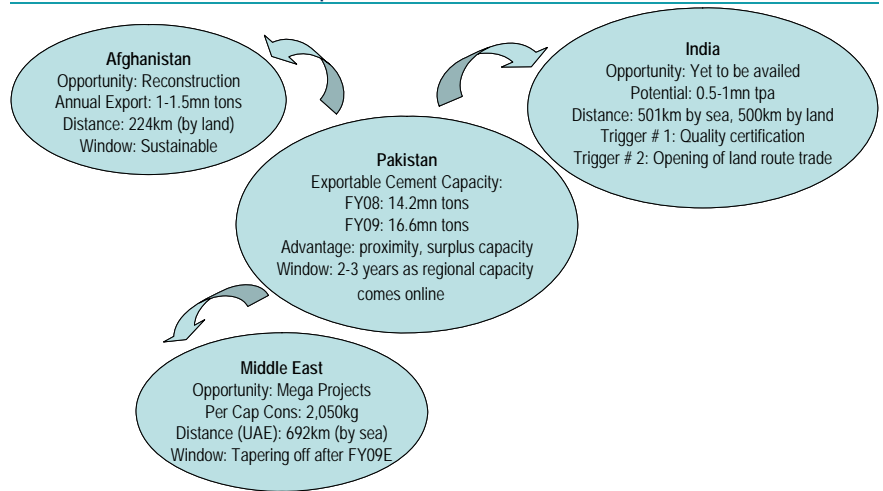 Afghanistan
Opportunity: Reconstruction
Annual Export: 1-1.5mn tons
Distance: 224km (by land)
Window: Sustainable
India
Opportunity: Yet to be availed
Potential: 0.5-1mn tpa
Distance: 501km by sea, 500km by land
Trigger # 1: Quality certification
Trigger # 2: Opening of land route trade
Pakistan
Exportable Cement Capacity:
FY08: 14.2mn tons
FY09: 16.6mn tons
Advantage: proximity, surplus capacity
Window: 2-3 years as regional capacity
comes online
Middle East
Opportunity: Mega Projects
Per Cap Cons: 2,050kg
Distance (UAE): 692km (by sea)
Window: Tapering off after FY09E